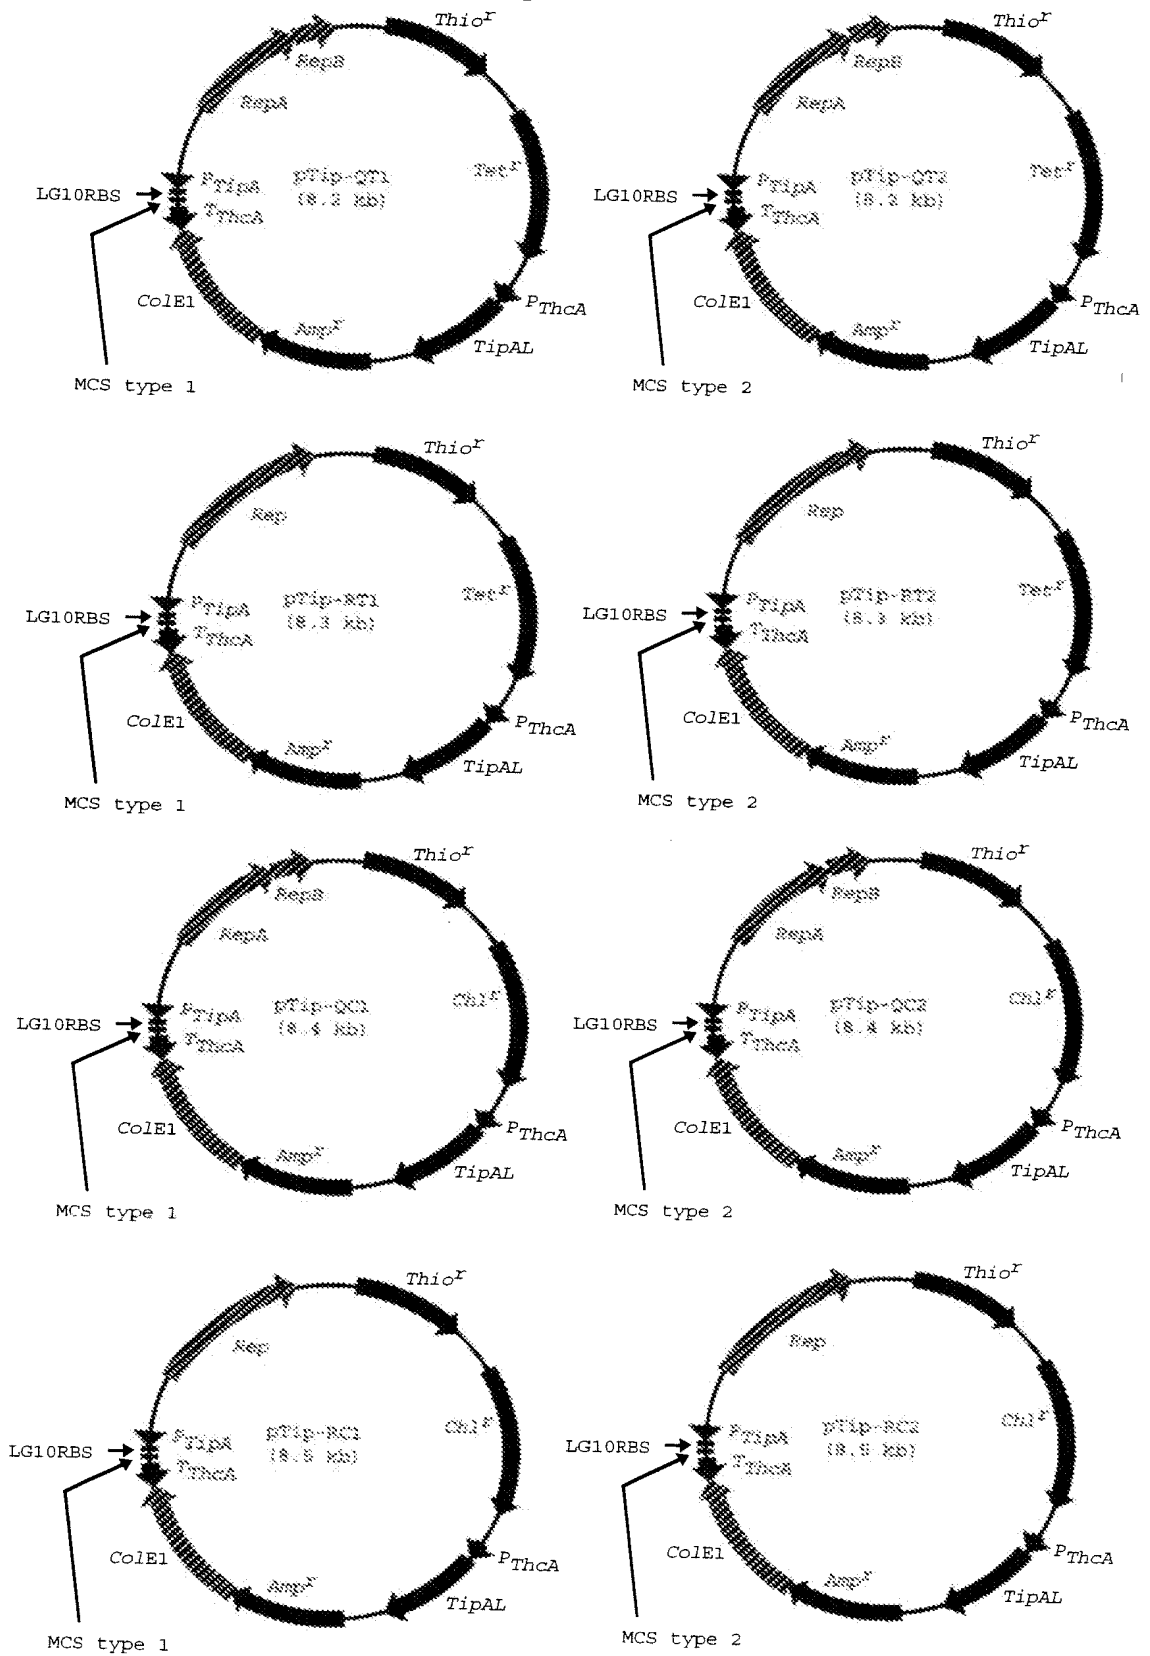 Thio^r
RepB
RepA
Tet^r
P_TipA
pTip-QT1
LG10RBS
(8.2 kb)
T_ThcA
ColE1
P_ThcA
Amp^r
TipAL
MCS type 1
Thio^r
RepB
RepA
Tet^r
P_TipA
pTip-QT2
LG10RBS
(8.2 kb)
T_ThcA
ColE1
P_ThcA
Amp^r
TipAL
MCS type 2
Thio^r
Rep
Tet^r
P_TipA
pTip-RT1
LG10RBS
(8.3 kb)
T_ThcA
ColE1
P_ThcA
Amp^r
TipAL
MCS type 1
Thio^r
Rep
Tet^r
P_TipA
pTip-RT2
LG10RBS
(8.3 kb)
T_ThcA
ColE1
P_ThcA
Amp^r
TipAL
MCS type 2
Thio^r
RepB
RepA
Chl^r
P_TipA
pTip-QC1
LG10RBS
(8.4 kb)
T_ThcA
ColE1
P_ThcA
Amp^r
TipAL
MCS type 1
Thio^r
RepB
RepA
Chl^r
P_TipA
pTip-QC2
LG10RBS
(8.4 kb)
T_ThcA
ColE1
P_ThcA
Amp^r
TipAL
MCS type 2
Thio^r
Rep
Chl^r
P_TipA
pTip-RC1
LG10RBS
(8.5 kb)
T_ThcA
ColE1
P_ThcA
Amp^r
TipAL
MCS type 1
Thio^r
Rep
Chl^r
P_TipA
pTip-RC2
LG10RBS
(8.5 kb)
T_ThcA
ColE1
P_ThcA
Amp^r
TipAL
MCS type 2